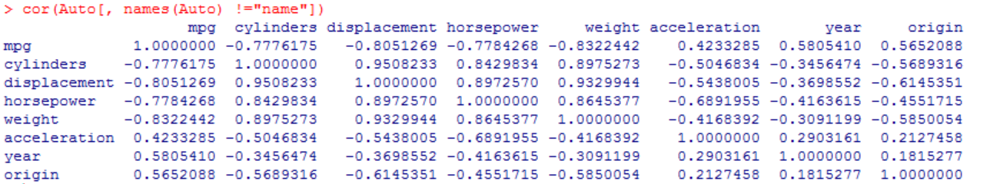 > cor(Auto[, names(Auto) !="name"])
                    mpg  cylinders displacement horsepower     weight acceleration       year     origin
mpg           1.0000000 -0.7776175   -0.8051269 -0.7784268 -0.8322442    0.4233285  0.5805410  0.5652088
cylinders    -0.7776175  1.0000000    0.9508233  0.8429834  0.8975273   -0.5046834 -0.3456474 -0.5689316
displacement -0.8051269  0.9508233    1.0000000  0.8972570  0.9329944   -0.5438005 -0.3698552 -0.6145351
horsepower   -0.7784268  0.8429834    0.8972570  1.0000000  0.8645377   -0.6891955 -0.4163615 -0.4551715
weight       -0.8322442  0.8975273    0.9329944  0.8645377  1.0000000   -0.4168392 -0.3091199 -0.5850054
acceleration  0.4233285 -0.5046834   -0.5438005 -0.6891955 -0.4168392    1.0000000  0.2903161  0.2127458
year          0.5805410 -0.3456474   -0.3698552 -0.4163615 -0.3091199    0.2903161  1.0000000  0.1815277
origin        0.5652088 -0.5689316   -0.6145351 -0.4551715 -0.5850054    0.2127458  0.1815277  1.0000000